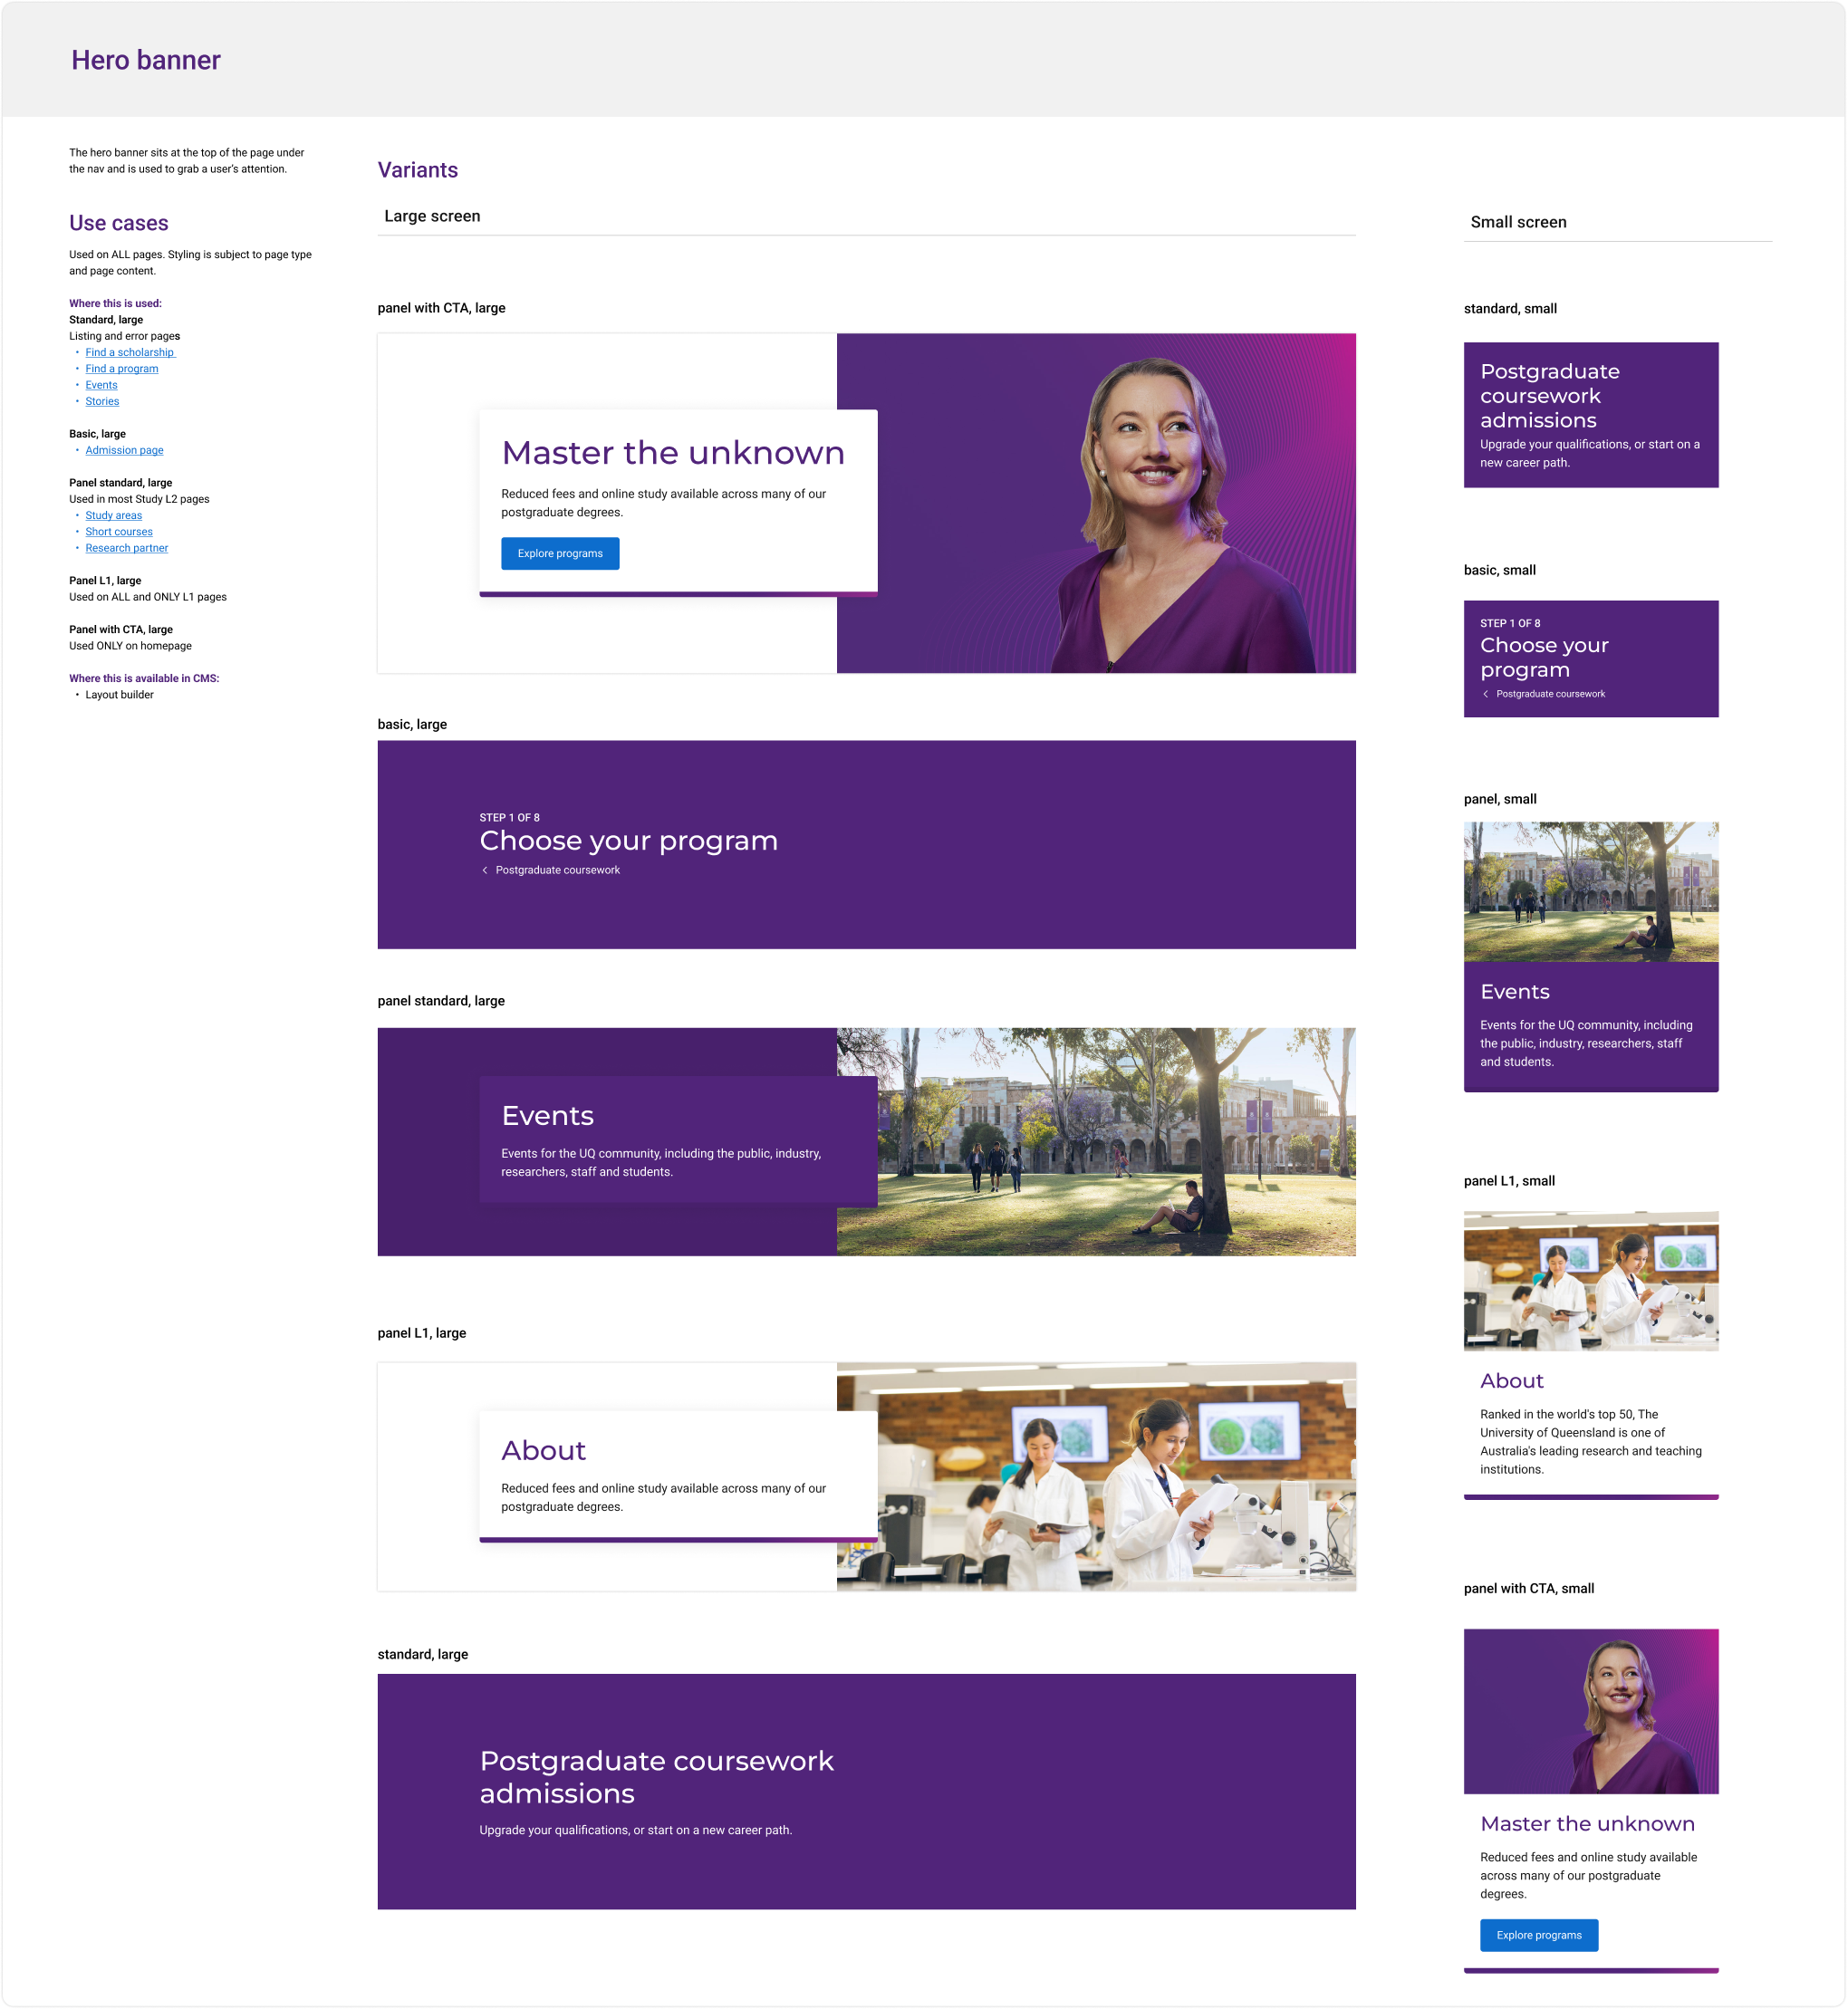 Hero banner
The hero banner sits at the top of the page under
the nav and is used to grab a user's attention.
Use cases
Used on ALL pages. Styling is subject to page type
and page content.
Where this is used:
Standard, large
Listing and error pages
• Find a scholarship
• Find a program
• Events
• Stories
Basic, large
• Admission page
Panel standard, large
Used in most Study L2 pages
• Study areas
• Short courses
• Research partner
Panel L1, large
Used on ALL and ONLY L1 pages
Panel with CTA, large
Used ONLY on homepage
Where this is available in CMS:
• Layout builder
Variants
Large screen
panel with CTA, large
Master the unknown
Reduced fees and online study available across many of our
postgraduate degrees.
Explore programs
basic, large
STEP 1 OF 8
Choose your program
Postgraduate coursework
panel standard, large
Events
Events for the UQ community, including the public, industry,
researchers, staff and students.
panel L1, large
About
Reduced fees and online study available across many of our
postgraduate degrees.
standard, large
Postgraduate coursework
admissions
Upgrade your qualifications, or start on a new career path.
Small screen
standard, small
Postgraduate
coursework
admissions
Upgrade your qualifications, or start on a
new career path.
basic, small
STEP 1 OF 8
Choose your
program
Postgraduate coursework
panel, small
Events
Events for the UQ community, including
the public, industry, researchers, staff
and students.
panel L1, small
About
Ranked in the world's top 50, The
University of Queensland is one of
Australia's leading research and teaching
institutions.
panel with CTA, small
Master the unknown
Reduced fees and online study available
across many of our postgraduate
degrees.
Explore programs